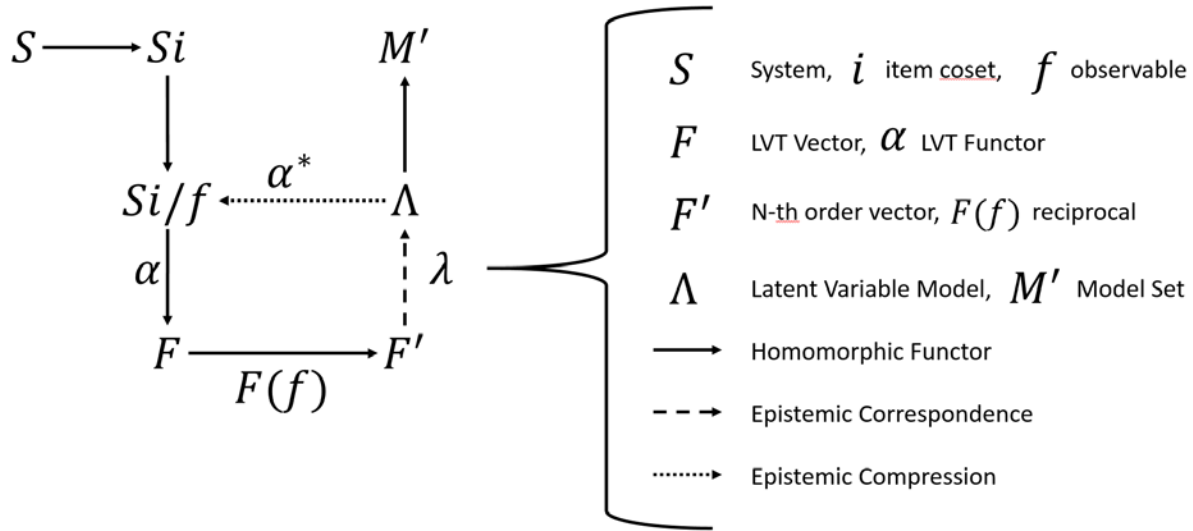 S Si M′
Si/f α* Λ
α λ
F F′
F(f)
S System, i item coset, f observable
F LVT Vector, α LVT Functor
F′ N-th order vector, F(f) reciprocal
Λ Latent Variable Model, M′ Model Set
Homomorphic Functor
Epistemic Correspondence
Epistemic Compression